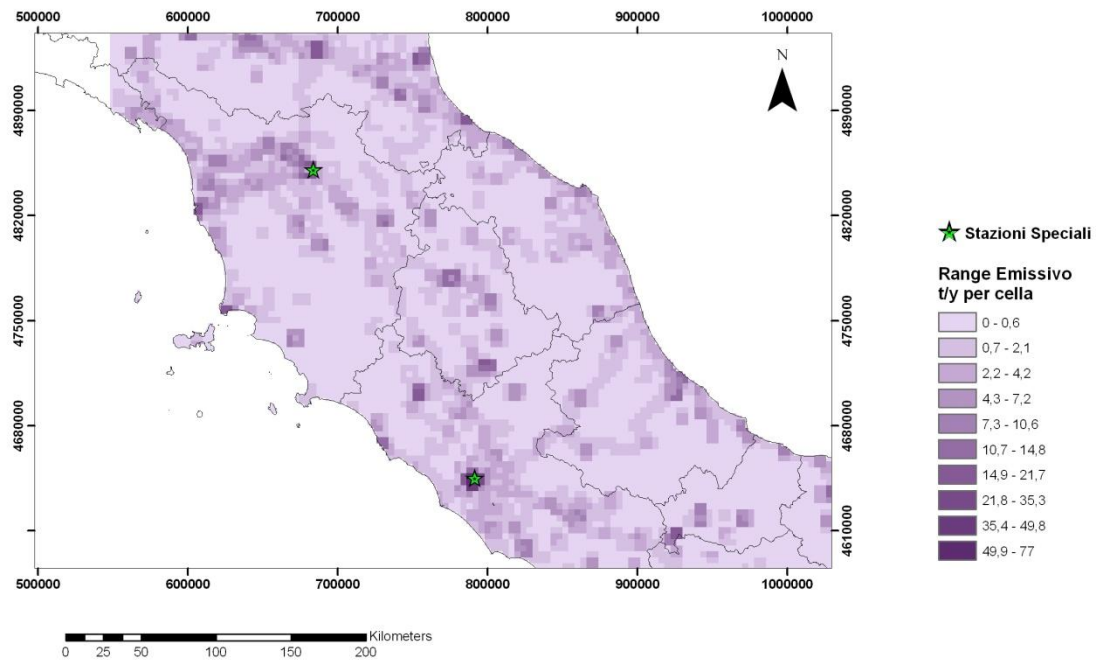 500000 600000 700000 800000 900000 1000000
N
4890000 4890000
4820000 4820000
4750000 4750000
4680000 4680000
4610000 4610000
500000 600000 700000 800000 900000 1000000
Stazioni Speciali
Range Emissivo
t/y per cella
0 - 0,6
0,7 - 2,1
2,2 - 4,2
4,3 - 7,2
7,3 - 10,6
10,7 - 14,8
14,9 - 21,7
21,8 - 35,3
35,4 - 49,8
49,9 - 77
Kilometers
0 25 50 100 150 200